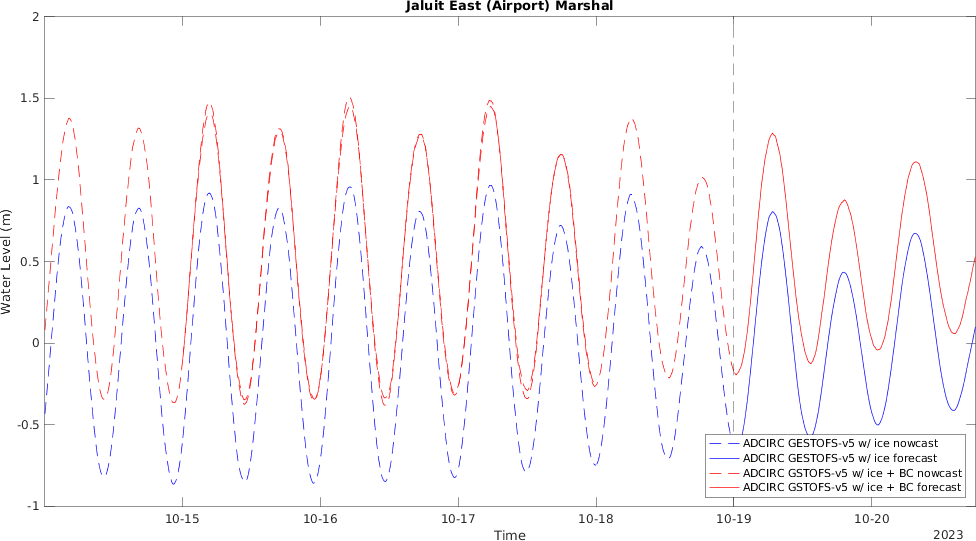 Jaluit East (Airport) Marshal
2
1.5
1
0.5
0
-0.5
-1
Water Level (m)
10-15
10-16
10-17
10-18
10-19
10-20
Time
2023
ADCIRC GESTOFS-v5 w/ ice nowcast
ADCIRC GESTOFS-v5 w/ ice forecast
ADCIRC GSTOFS-v5 w/ ice + BC nowcast
ADCIRC GSTOFS-v5 w/ ice + BC forecast